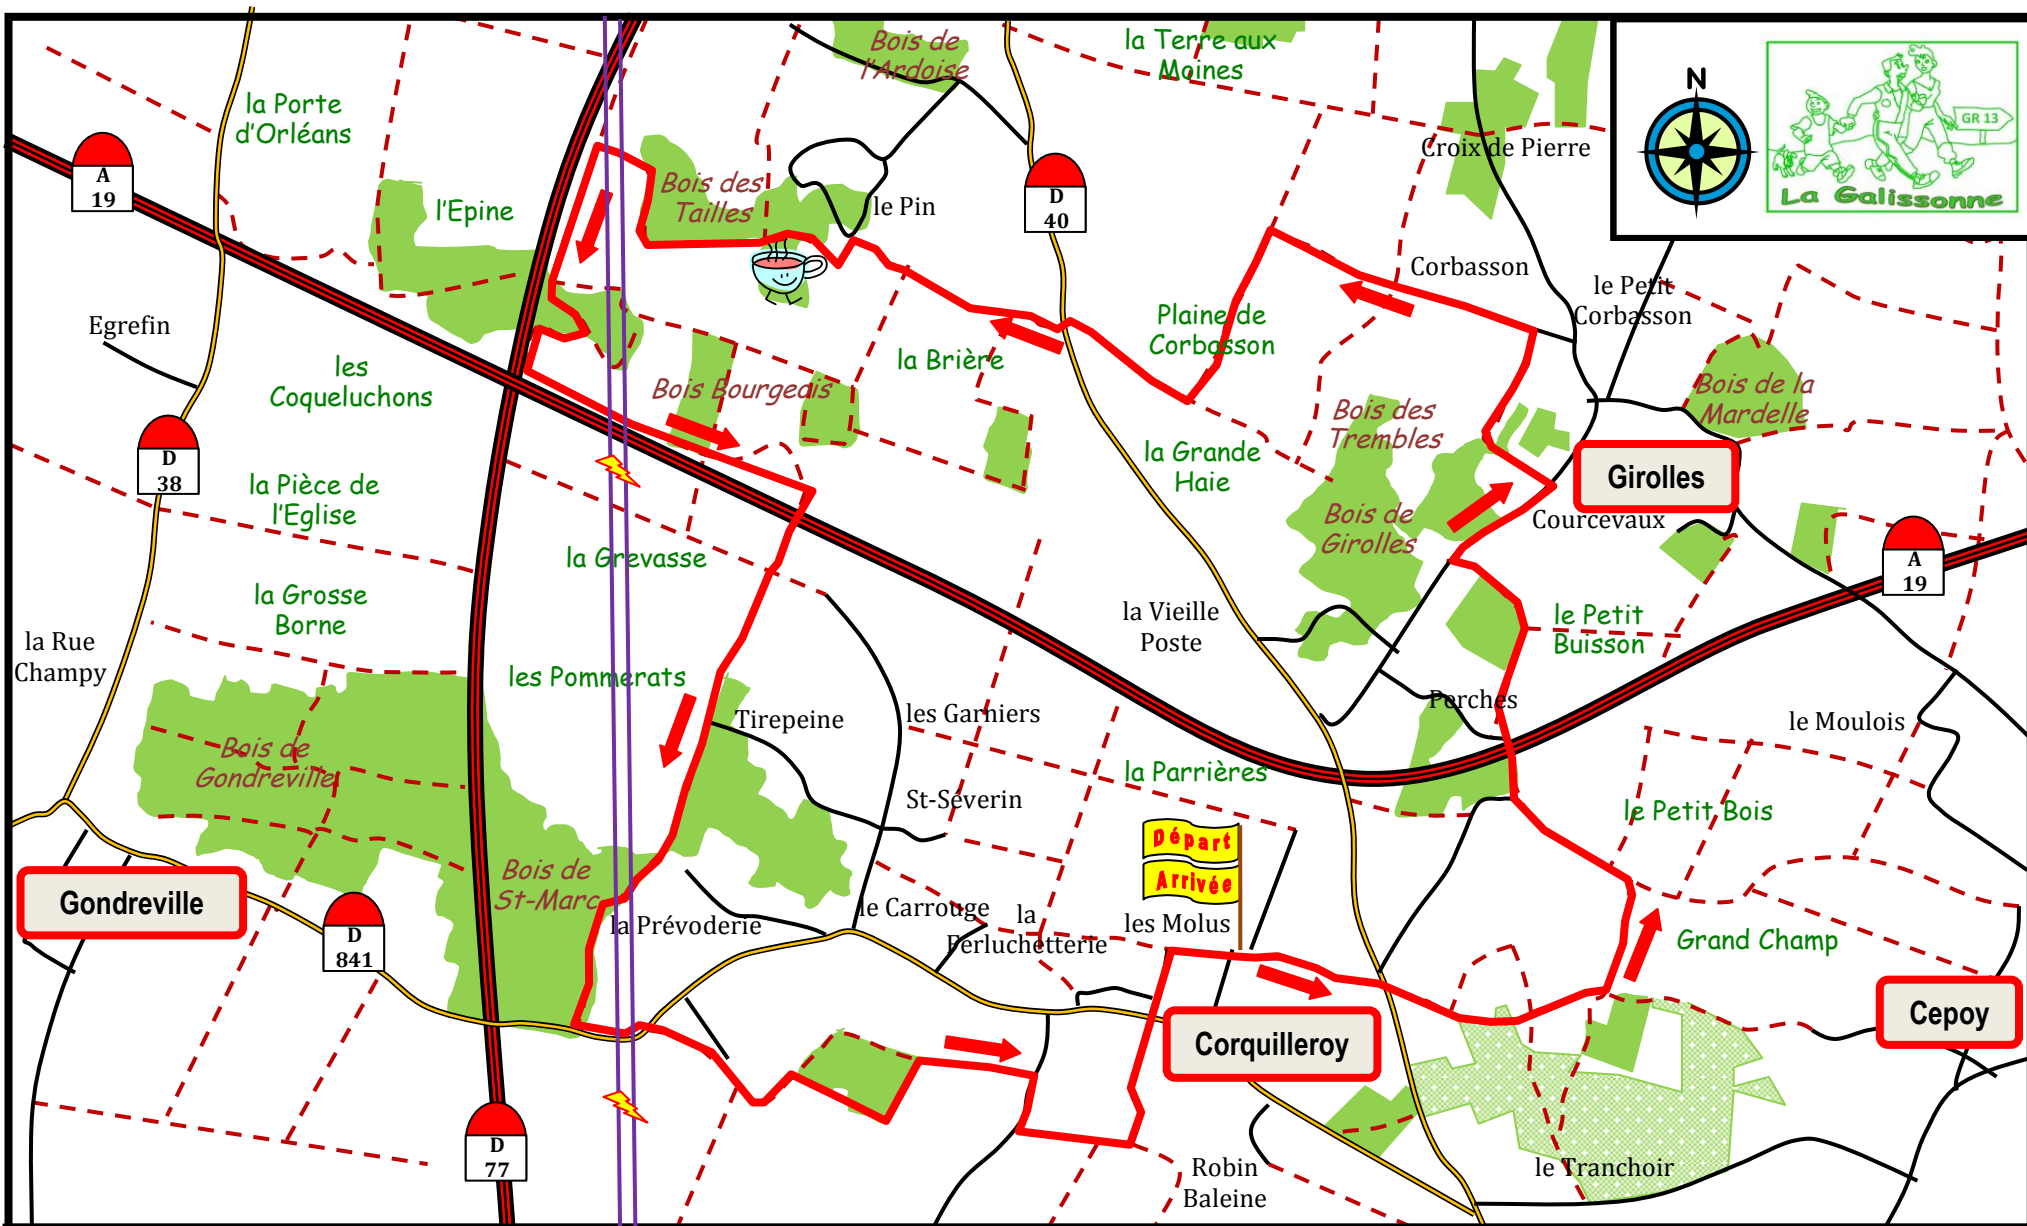 Bois de
l'Ardoise
la Terre aux
Moines
N
GR 13
La Galissonne
la Porte
d'Orléans
A
19
l'Epine
Bois des
Tailles
le Pin
D
40
Croix de Pierre
Corbasson
le Petit
Corbasson
Egrefin
les
Coqueluchons
Bois Bourgeais
la Brière
Plaine de
Corbasson
Bois des
Trembles
Bois de la
Mardelle
D
38
la Pièce de
l'Eglise
la Grande
Haie
Girolles
Bois de
Girolles
Courcevaux
la Grevasse
A
19
la Grosse
Borne
la Rue
Champy
la Vieille
Poste
le Petit
Buisson
les Pommerats
Tirepeine
les Garniers
Perches
le Moulois
Bois de
Gondreville
la Parrières
St-Séverin
le Petit Bois
Départ
Arrivée
Bois de
St-Marc
Gondreville
la Prévoderie
le Carrouge
la
Ferluchetterie
les Molus
Grand Champ
D
841
Cepoy
Corquilleroy
D
77
Robin
Baleine
le Tranchoir